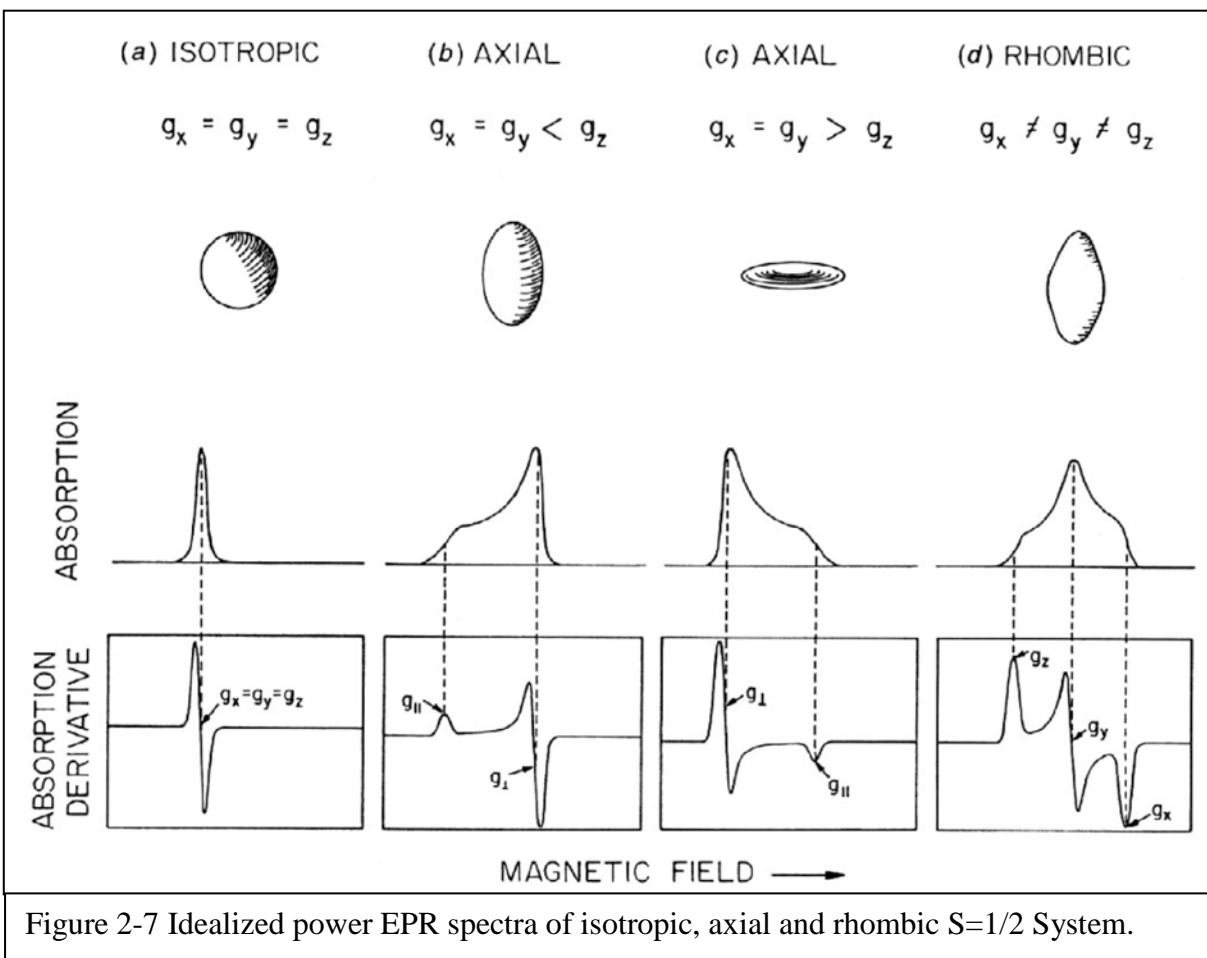 (a) ISOTROPIC (b) AXIAL (c) AXIAL (d) RHOMBIC
gx = gy = gz gx = gy < gz gx = gy > gz gx ≠ gy ≠ gz
ABSORPTION
ABSORPTION DERIVATIVE
gx=gy=gz
g||
g⊥
g⊥
g||
gz
gy
gx
MAGNETIC FIELD →
Figure 2-7 Idealized power EPR spectra of isotropic, axial and rhombic S=1/2 System.